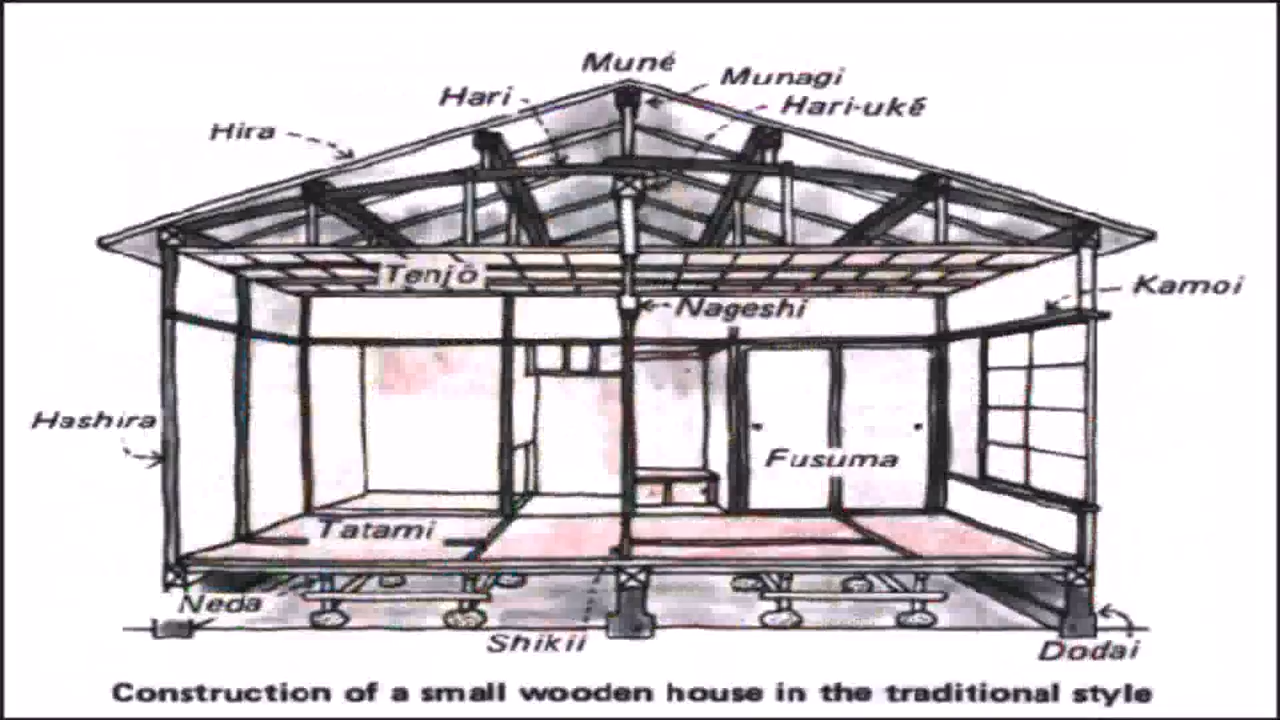 Muné
Munagi
Hari
Hari-uké
Hira
Tenjō
Kamoi
Nageshi
Hashira
Fusuma
Tatami
Neda
Shikii
Dodai
Construction of a small wooden house in the traditional style